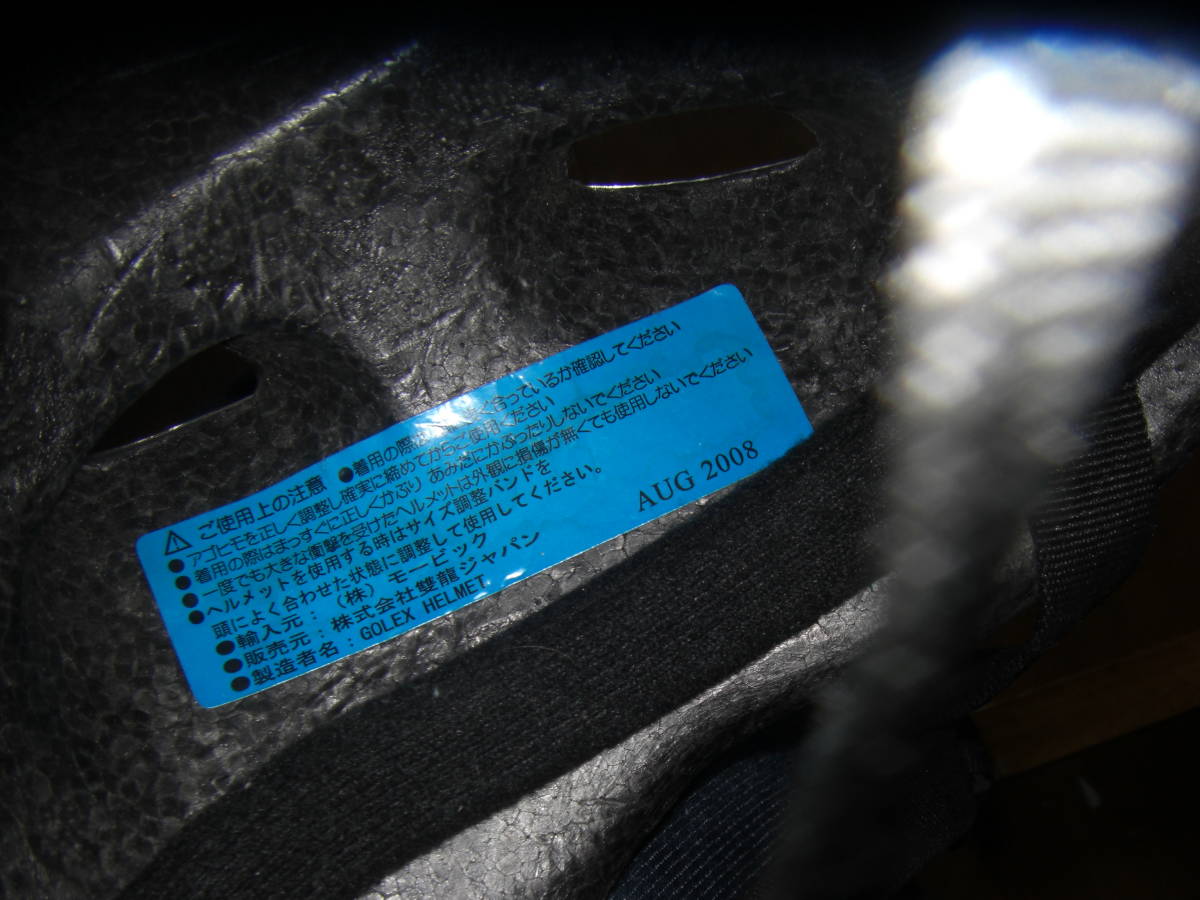 ⚠ ご使用上の注意 ●着用の際は く合っているか確認してください
●アゴヒモを正しく調整し確実に締めてからご使用ください
●着用の際はまっすぐに正しくかぶり あみだにかぶったりしないでください
●一度でも大きな衝撃を受けたヘルメットは外観に損傷が無くても使用しないでください
●ヘルメットを使用する時はサイズ調整バンドを
頭によく合わせた状態に調整して使用してください。
●輸入元：（株）モービック
●販売元：株式会社雙龍ジャパン
●製造者名：GOLEX HELMET
AUG 2008